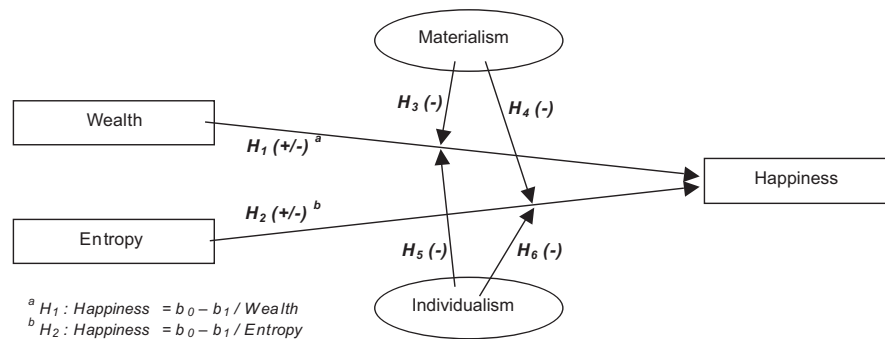 Materialism
H3 (-)
H4 (-)
Wealth
H1 (+/-) a
Happiness
H2 (+/-) b
Entropy
H5 (-)
H6 (-)
Individualism
a H1 : Happiness = b0 – b1 / Wealth
b H2 : Happiness = b0 – b1 / Entropy